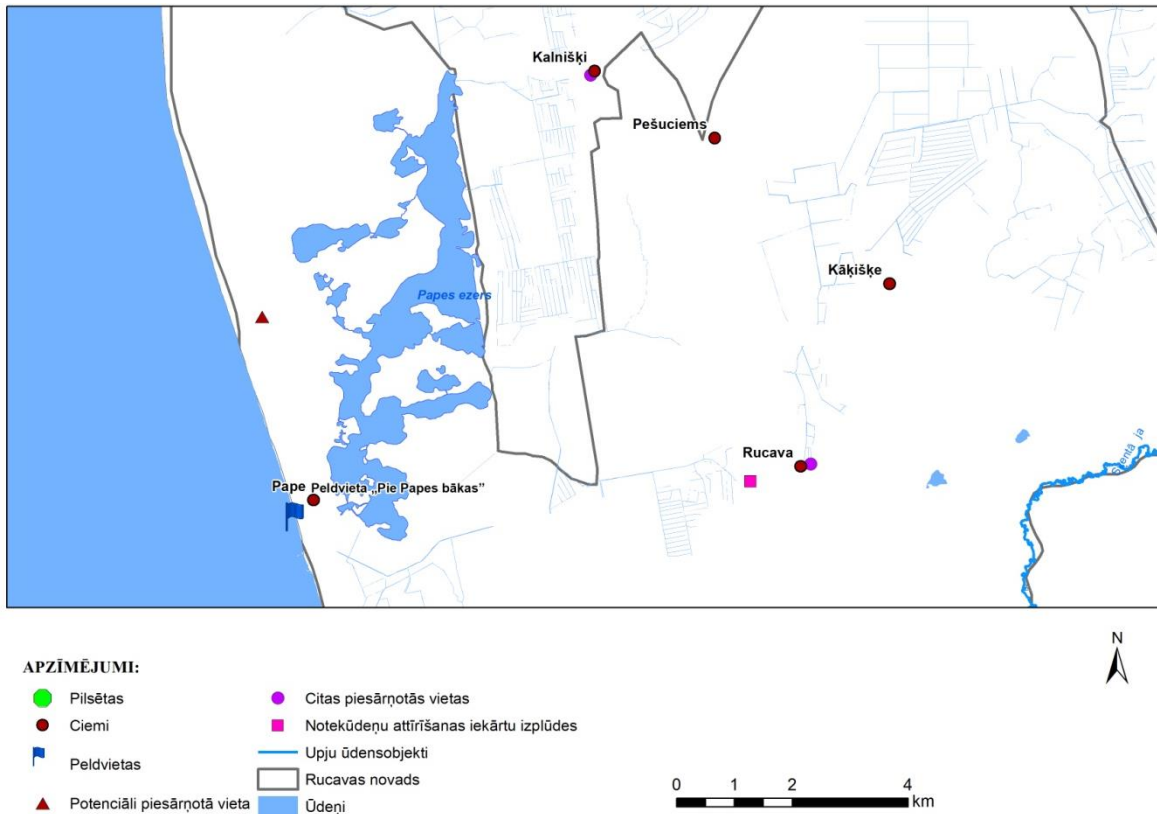 Kalnišķi
Pešuciems
Kāķišķe
Papes ezers
Rucava
Pape Peldvieta „Pie Papes bākas”
N
APZĪMĒJUMI:
Pilsētas
Ciemi
Peldvietas
Potenciāli piesārņotā vieta
Citas piesārņotās vietas
Notekūdeņu attīrīšanas iekārtu izplūdes
Upju ūdensobjekti
Rucavas novads
Ūdeņi
0 1 2 4
km